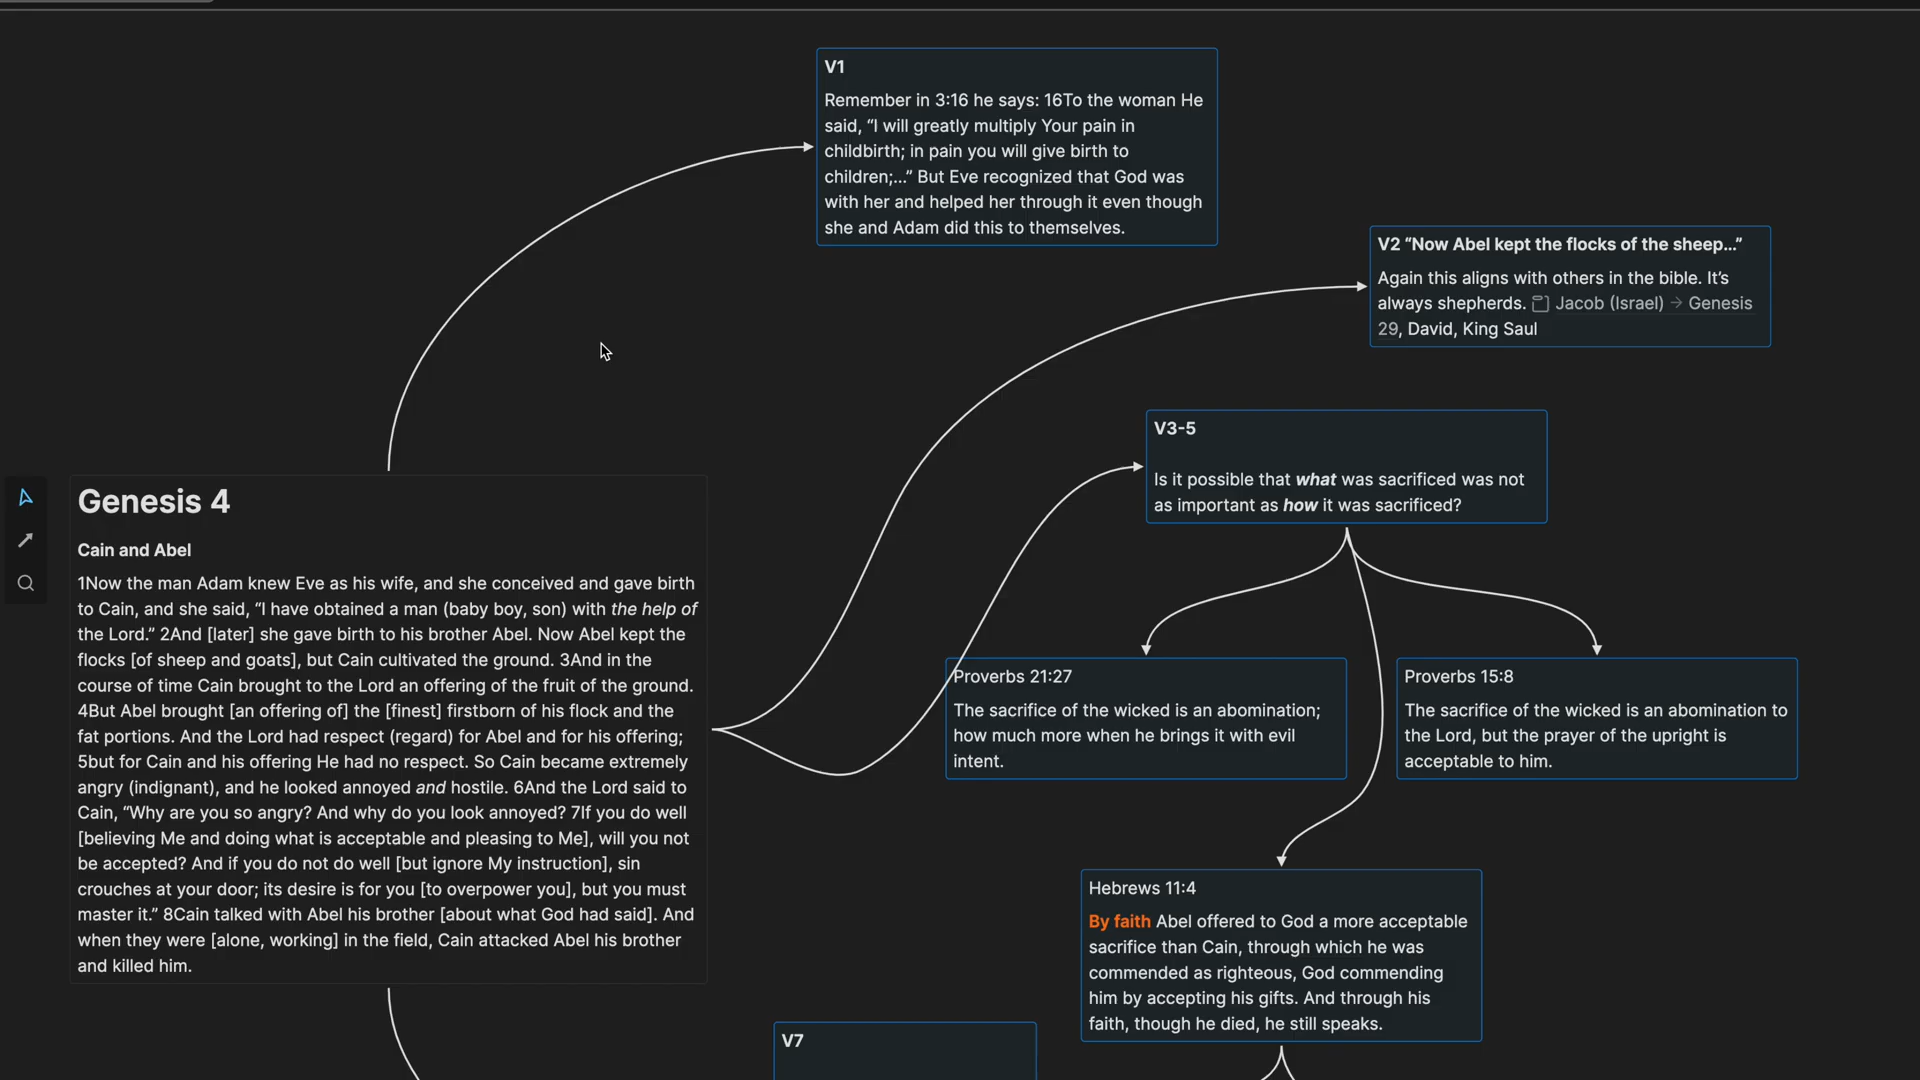 V1
Remember in 3:16 he says: 16To the woman He
said, “I will greatly multiply Your pain in
childbirth; in pain you will give birth to
children;...” But Eve recognized that God was
with her and helped her through it even though
she and Adam did this to themselves.
V2 “Now Abel kept the flocks of the sheep...”
Again this aligns with others in the bible. It’s
always shepherds. Jacob (Israel) → Genesis
29, David, King Saul
V3-5
Is it possible that what was sacrificed was not
as important as how it was sacrificed?
Genesis 4
Cain and Abel
1Now the man Adam knew Eve as his wife, and she conceived and gave birth
to Cain, and she said, “I have obtained a man (baby boy, son) with the help of
the Lord.” 2And [later] she gave birth to his brother Abel. Now Abel kept the
flocks [of sheep and goats], but Cain cultivated the ground. 3And in the
course of time Cain brought to the Lord an offering of the fruit of the ground.
4But Abel brought [an offering of] the [finest] firstborn of his flock and the
fat portions. And the Lord had respect (regard) for Abel and for his offering;
5but for Cain and his offering He had no respect. So Cain became extremely
angry (indignant), and he looked annoyed and hostile. 6And the Lord said to
Cain, “Why are you so angry? And why do you look annoyed? 7If you do well
[believing Me and doing what is acceptable and pleasing to Me], will you not
be accepted? And if you do not do well [but ignore My instruction], sin
crouches at your door; its desire is for you [to overpower you], but you must
master it.” 8Cain talked with Abel his brother [about what God had said]. And
when they were [alone, working] in the field, Cain attacked Abel his brother
and killed him.
Proverbs 21:27
The sacrifice of the wicked is an abomination;
how much more when he brings it with evil
intent.
Proverbs 15:8
The sacrifice of the wicked is an abomination to
the Lord, but the prayer of the upright is
acceptable to him.
Hebrews 11:4
By faith Abel offered to God a more acceptable
sacrifice than Cain, through which he was
commended as righteous, God commending
him by accepting his gifts. And through his
faith, though he died, he still speaks.
V7